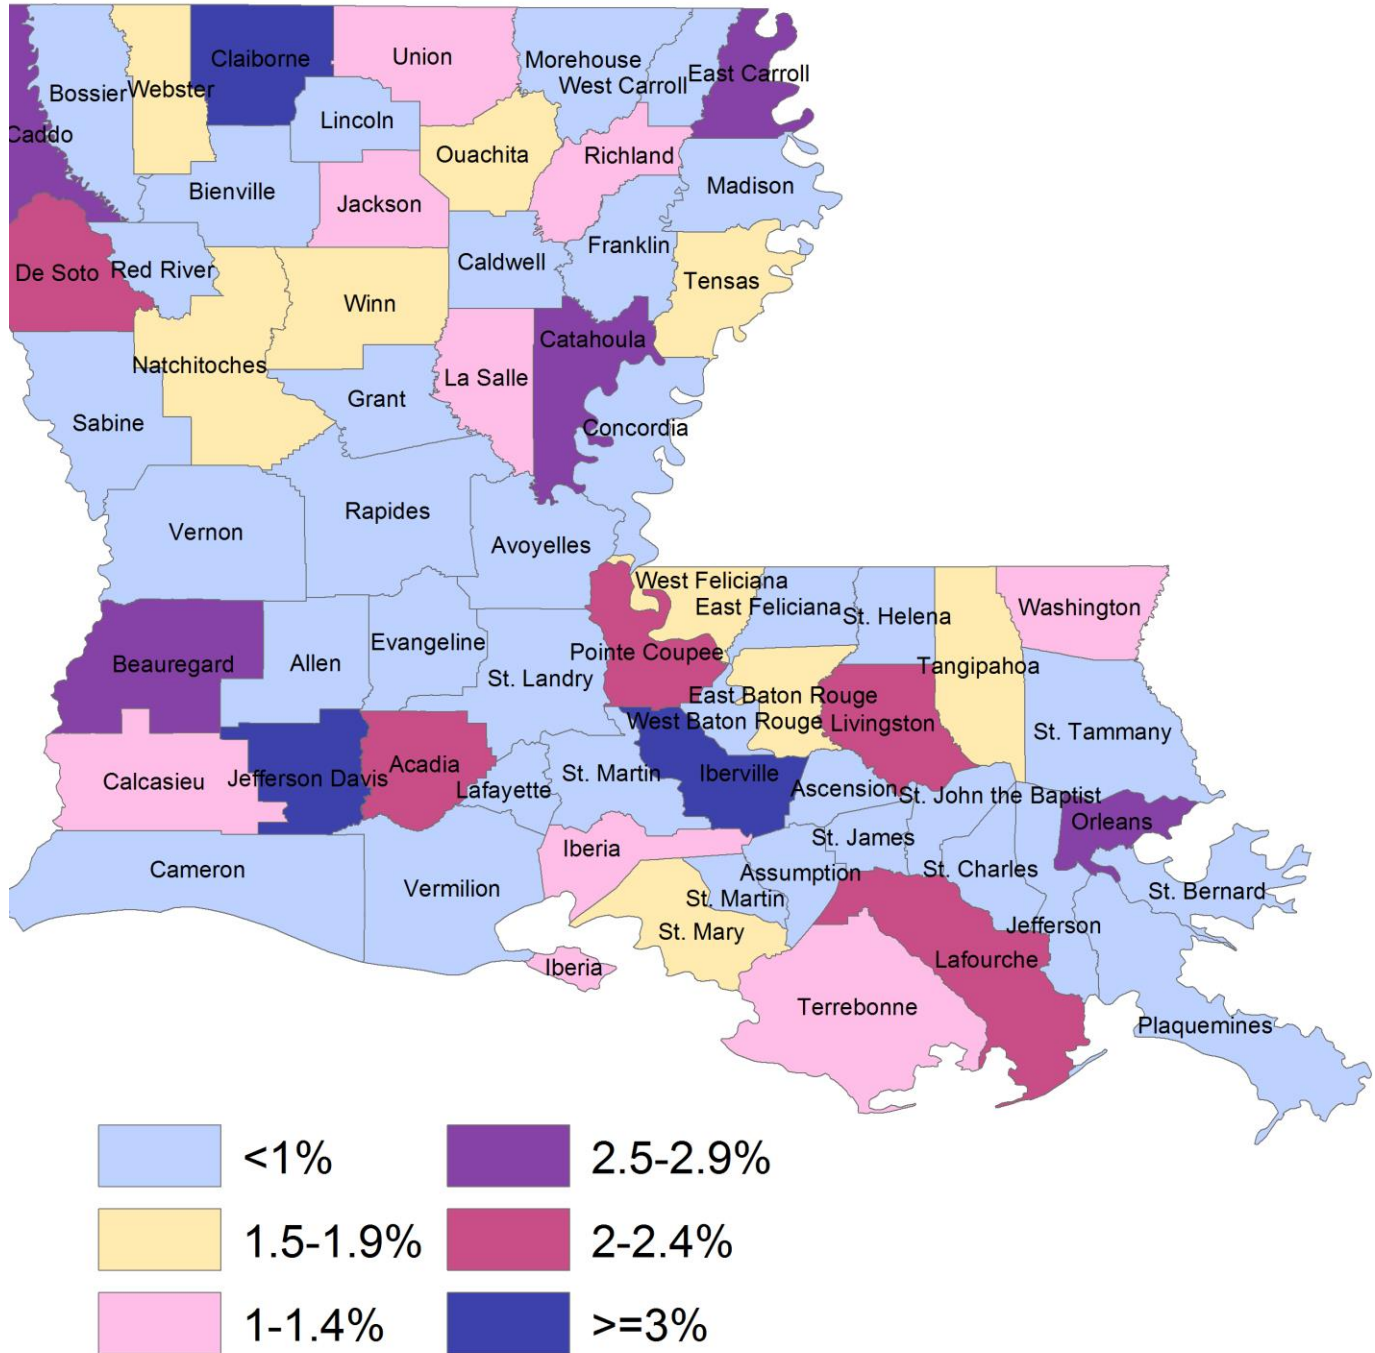 Claiborne
Union
Morehouse
West Carroll
East Carroll
Bossier
Webster
Lincoln
Caddo
Ouachita
Richland
Bienville
Jackson
Madison
Franklin
De Soto
Red River
Caldwell
Tensas
Winn
Catahoula
Natchitoches
La Salle
Grant
Sabine
Concordia
Rapides
Vernon
Avoyelles
West Feliciana
East Feliciana
St. Helena
Washington
Evangeline
Beauregard
Allen
Pointe Coupee
Tangipahoa
St. Landry
East Baton Rouge
West Baton Rouge
Livingston
St. Tammany
Acadia
Calcasieu
Jefferson Davis
Lafayette
St. Martin
Iberville
Ascension
St. John the Baptist
Orleans
Iberia
St. James
Cameron
Vermilion
Assumption
St. Charles
St. Martin
St. Bernard
St. Mary
Jefferson
Iberia
Lafourche
Terrebonne
Plaquemines
<1%
2.5-2.9%
1.5-1.9%
2-2.4%
1-1.4%
>=3%